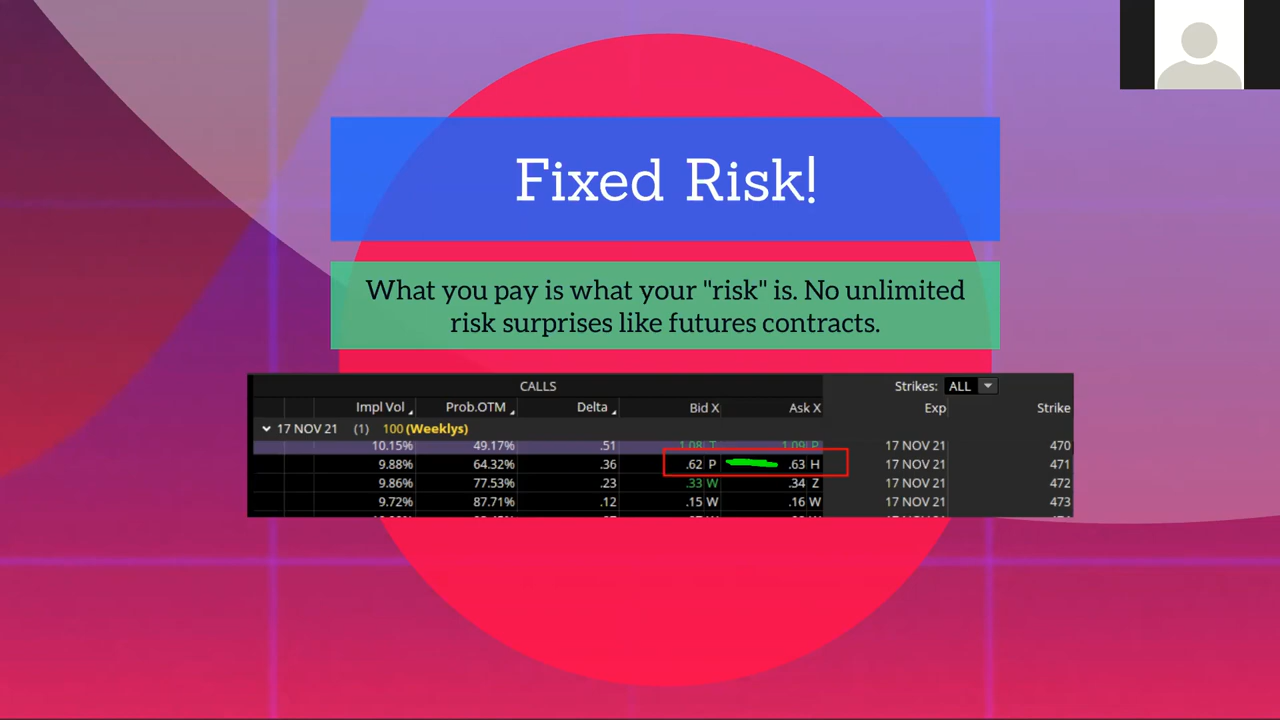 Fixed Risk!
What you pay is what your "risk" is. No unlimited
risk surprises like futures contracts.
CALLS Strikes: ALL
Impl Vol Prob.OTM Delta Bid X Ask X Exp Strike
17 NOV 21 (1) 100 (Weeklys)
10.15% 49.17% .51 1.08 T 1.09 P 17 NOV 21 470
9.88% 64.32% .36 .62 P .63 H 17 NOV 21 471
9.86% 77.53% .23 .33 W .34 Z 17 NOV 21 472
9.72% 87.71% .12 .15 W .16 W 17 NOV 21 473